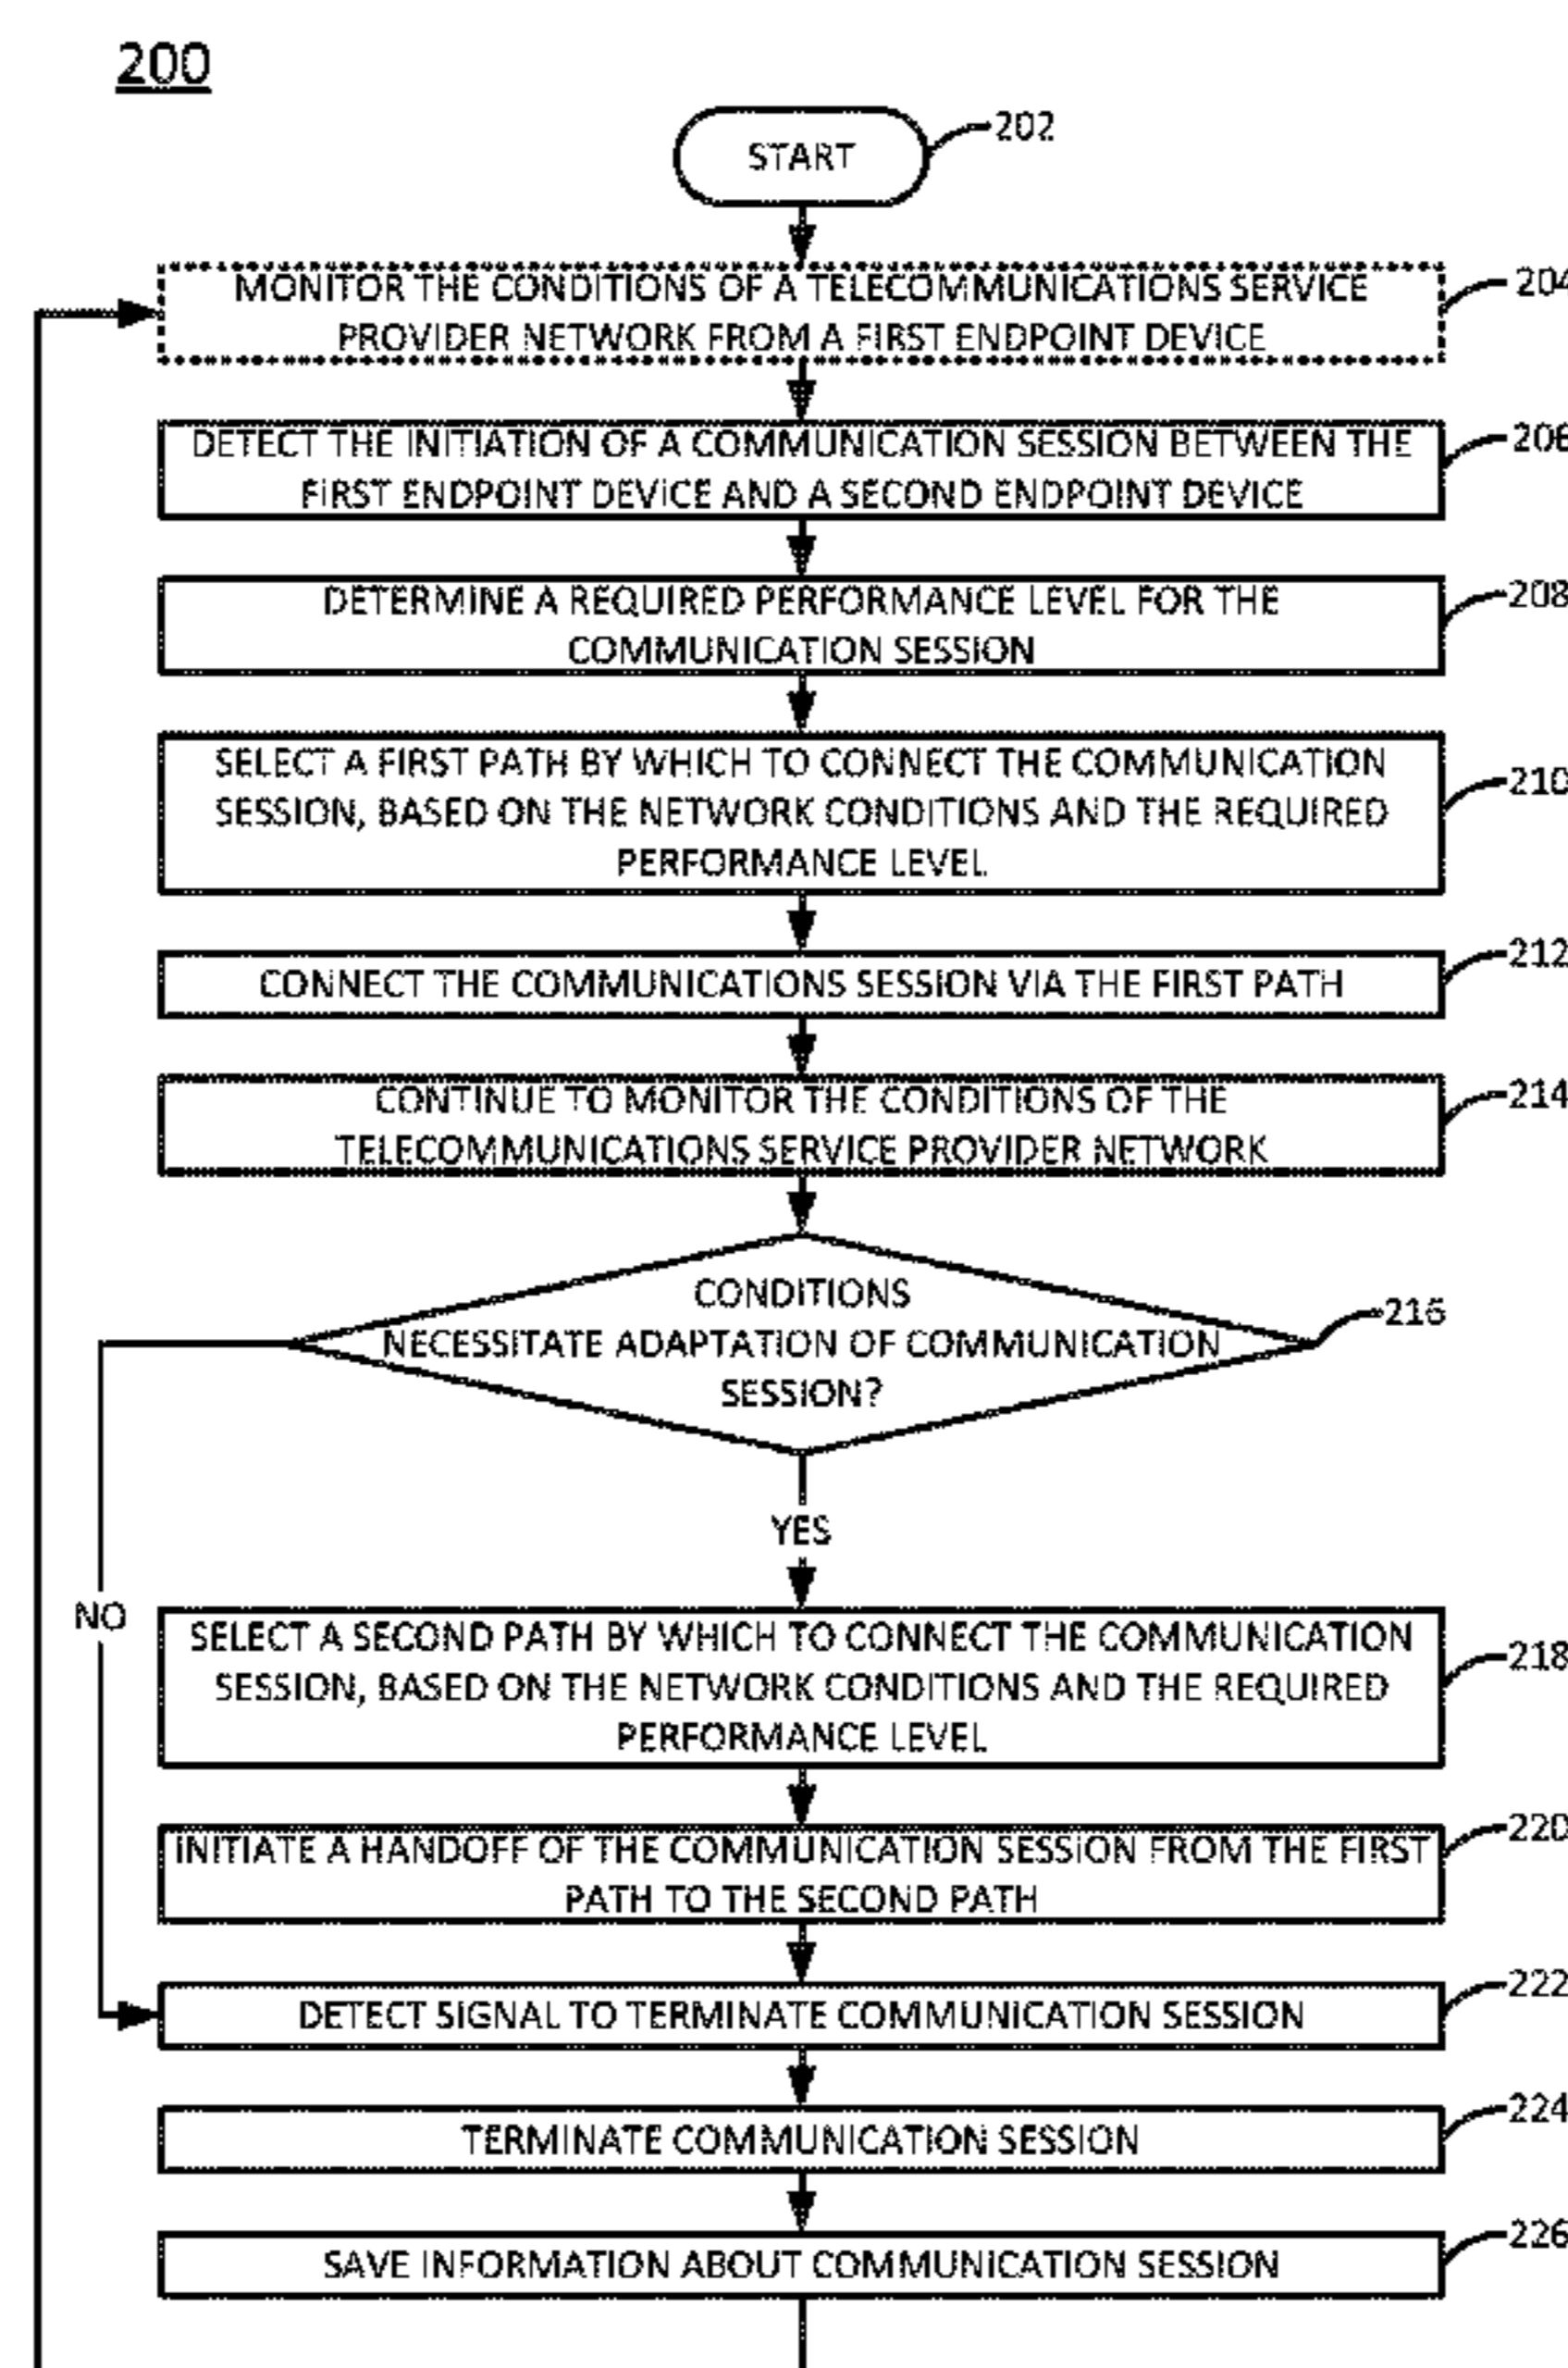 200
START
202
MONITOR THE CONDITIONS OF A TELECOMMUNICATIONS SERVICE
PROVIDER NETWORK FROM A FIRST ENDPOINT DEVICE
204
DETECT THE INITIATION OF A COMMUNICATION SESSION BETWEEN THE
FIRST ENDPOINT DEVICE AND A SECOND ENDPOINT DEVICE
206
DETERMINE A REQUIRED PERFORMANCE LEVEL FOR THE
COMMUNICATION SESSION
208
SELECT A FIRST PATH BY WHICH TO CONNECT THE COMMUNICATION
SESSION, BASED ON THE NETWORK CONDITIONS AND THE REQUIRED
PERFORMANCE LEVEL
210
CONNECT THE COMMUNICATIONS SESSION VIA THE FIRST PATH
212
CONTINUE TO MONITOR THE CONDITIONS OF THE
TELECOMMUNICATIONS SERVICE PROVIDER NETWORK
214
CONDITIONS
NECESSITATE ADAPTATION OF COMMUNICATION
SESSION?
216
YES
NO
SELECT A SECOND PATH BY WHICH TO CONNECT THE COMMUNICATION
SESSION, BASED ON THE NETWORK CONDITIONS AND THE REQUIRED
PERFORMANCE LEVEL
218
INITIATE A HANDOFF OF THE COMMUNICATION SESSION FROM THE FIRST
PATH TO THE SECOND PATH
220
DETECT SIGNAL TO TERMINATE COMMUNICATION SESSION
222
TERMINATE COMMUNICATION SESSION
224
SAVE INFORMATION ABOUT COMMUNICATION SESSION
226